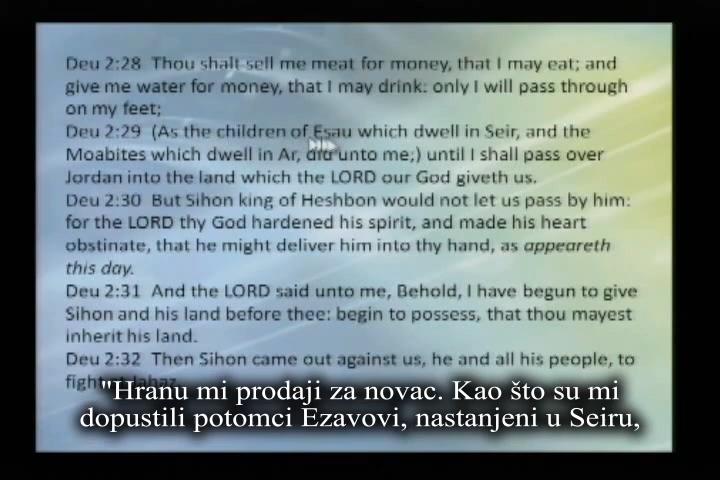 Deu 2:28 Thou shalt sell me meat for money, that I may eat; and
give me water for money, that I may drink: only I will pass through
on my feet;
Deu 2:29 (As the children of Esau which dwell in Seir, and the
Moabites which dwell in Ar, did unto me;) until I shall pass over
Jordan into the land which the LORD our God giveth us.
Deu 2:30 But Sihon king of Heshbon would not let us pass by him:
for the LORD thy God hardened his spirit, and made his heart
obstinate, that he might deliver him into thy hand, as appeareth
this day.
Deu 2:31 And the LORD said unto me, Behold, I have begun to give
Sihon and his land before thee: begin to possess, that thou mayest
inherit his land.
Deu 2:32 Then Sihon came out against us, he and all his people, to
"Hranu mi prodaji za novac. Kao što su mi
dopustili potomci Ezavovi, nastanjeni u Seiru,